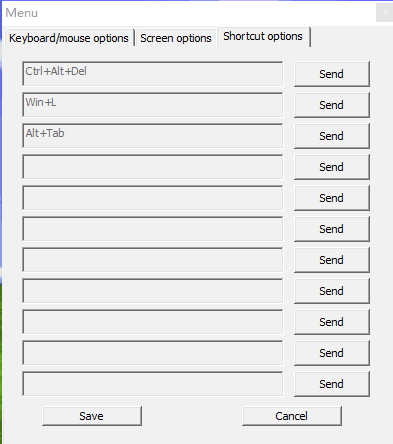 Menu
Keyboard/mouse options Screen options Shortcut options
Ctrl+Alt+Del Send
Win+L Send
Alt+Tab Send
Send
Send
Send
Send
Send
Send
Send
Send
Save Cancel